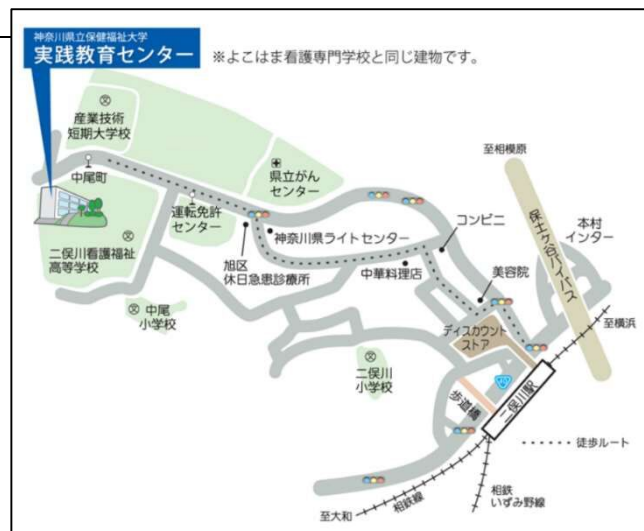 神奈川県立保健福祉大学
実践教育センター
※よこはま看護専門学校と同じ建物です。
産業技術
短期大学校
中尾町
県立がん
センター
運転免許
センター
二俣川看護福祉
高等学校
旭区
休日急患診療所
神奈川県ライトセンター
中華料理店
コンビニ
美容院
至相模原
保土ヶ谷バイパス
本村
インター
至横浜
中尾
小学校
二俣川
小学校
ディスカウント
ストア
歩道橋
二俣川駅
徒歩ルート
相鉄線
相鉄
いずみ野線
至大和